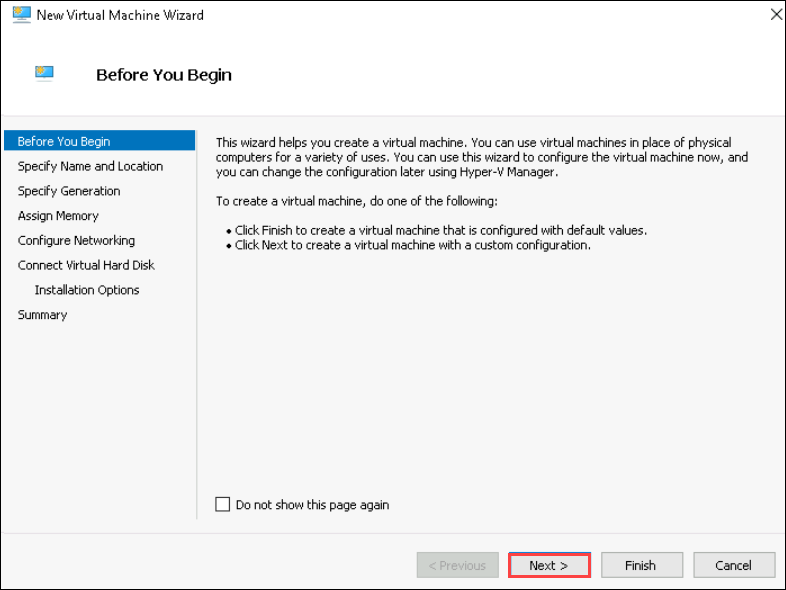 New Virtual Machine Wizard
Before You Begin
Before You Begin
Specify Name and Location
Specify Generation
Assign Memory
Configure Networking
Connect Virtual Hard Disk
Installation Options
Summary
This wizard helps you create a virtual machine. You can use virtual machines in place of physical
computers for a variety of uses. You can use this wizard to configure the virtual machine now, and
you can change the configuration later using Hyper-V Manager.
To create a virtual machine, do one of the following:
• Click Finish to create a virtual machine that is configured with default values.
• Click Next to create a virtual machine with a custom configuration.
Do not show this page again
< Previous
Next >
Finish
Cancel